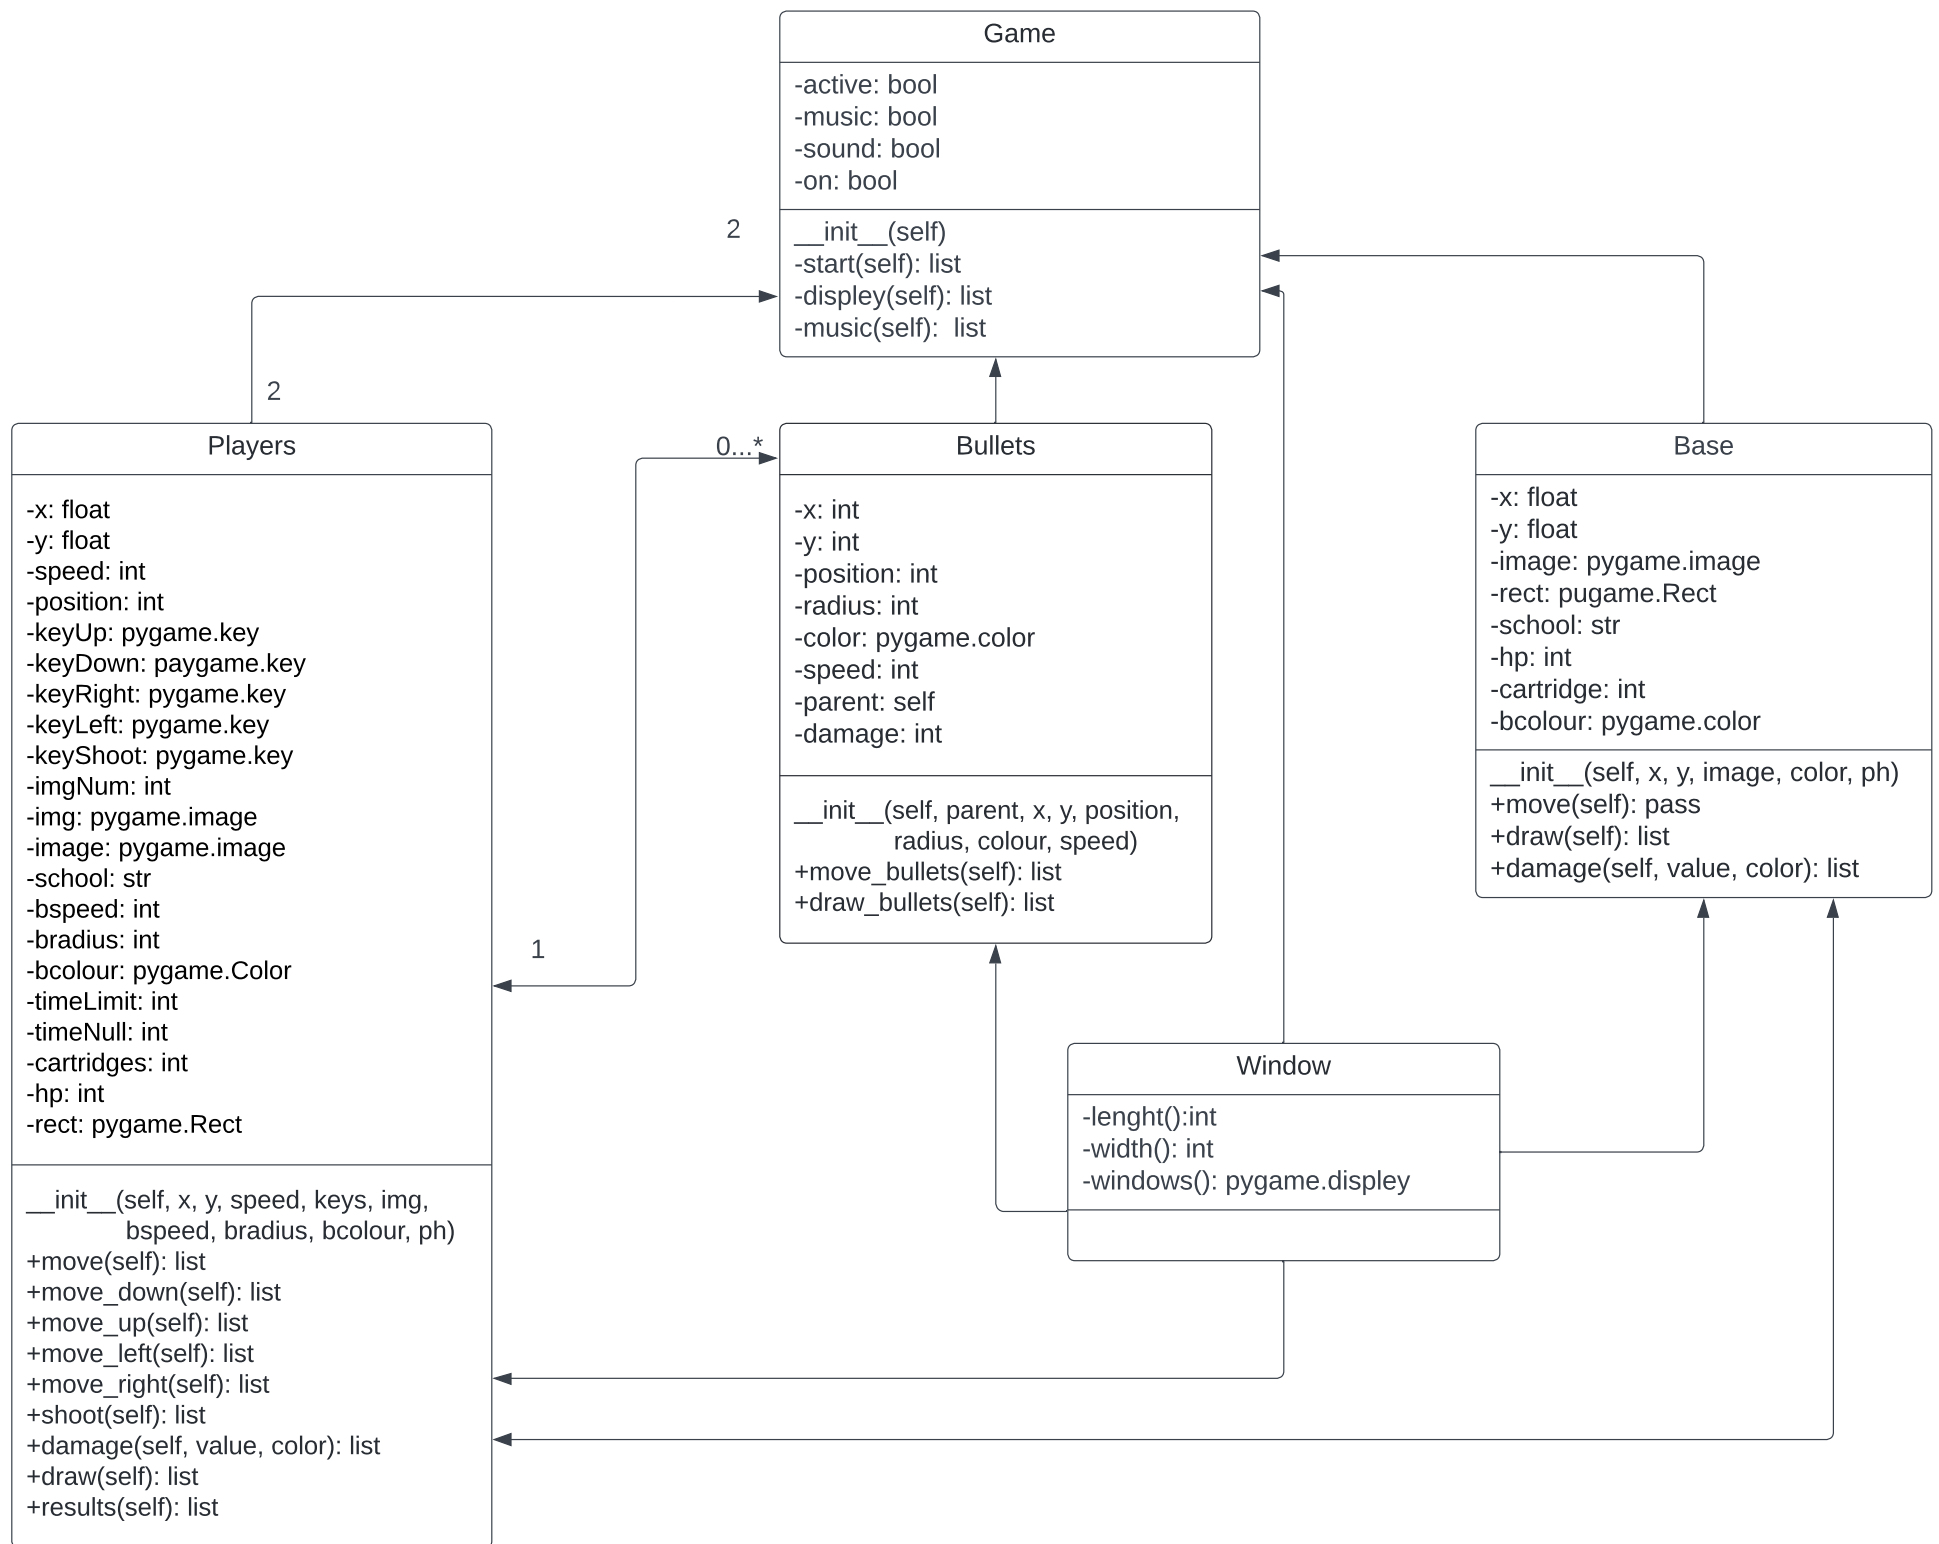 Game
-active: bool
-music: bool
-sound: bool
-on: bool
__init__(self)
-start(self): list
-displey(self): list
-music(self):  list
2
2
Players
-x: float
-y: float
-speed: int
-position: int
-keyUp: pygame.key
-keyDown: paygame.key
-keyRight: pygame.key
-keyLeft: pygame.key
-keyShoot: pygame.key
-imgNum: int
-img: pygame.image
-image: pygame.image
-school: str
-bspeed: int
-bradius: int
-bcolour: pygame.Color
-timeLimit: int
-timeNull: int
-cartridges: int
-hp: int
-rect: pygame.Rect
__init__(self, x, y, speed, keys, img,
bspeed, bradius, bcolour, ph)
+move(self): list
+move_down(self): list
+move_up(self): list
+move_left(self): list
+move_right(self): list
+shoot(self): list
+damage(self, value, color): list
+draw(self): list
+results(self): list
0...*
1
Bullets
-x: int
-y: int
-position: int
-radius: int
-color: pygame.color
-speed: int
-parent: self
-damage: int
__init__(self, parent, x, y, position,
radius, colour, speed)
+move_bullets(self): list
+draw_bullets(self): list
Base
-x: float
-y: float
-image: pygame.image
-rect: pugame.Rect
-school: str
-hp: int
-cartridge: int
-bcolour: pygame.color
__init__(self, x, y, image, color, ph)
+move(self): pass
+draw(self): list
+damage(self, value, color): list
Window
-lenght():int
-width(): int
-windows(): pygame.displey